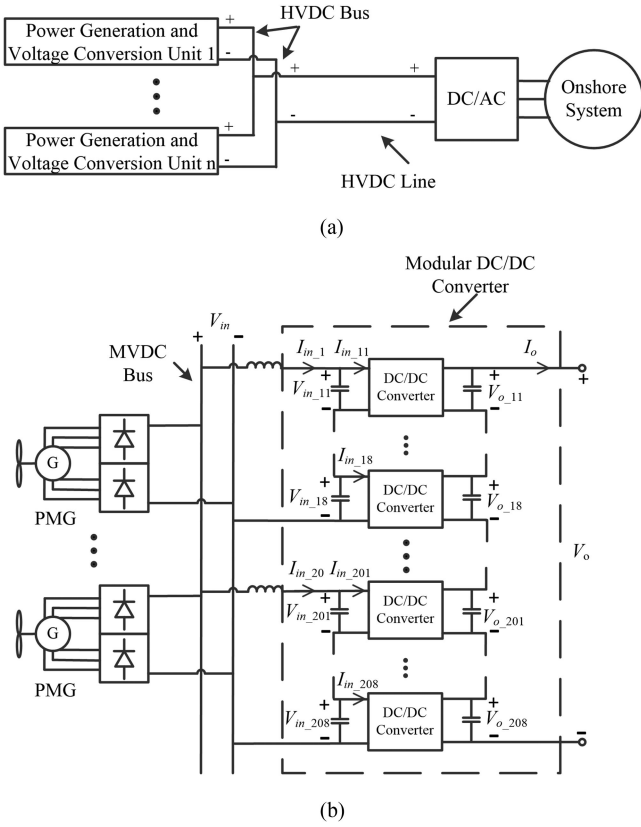 Power Generation and
Voltage Conversion Unit 1
+
-
HVDC Bus
+
+
-
-
DC/AC
Onshore
System
Power Generation and
Voltage Conversion Unit n
+
-
HVDC Line
(a)
Modular DC/DC
Converter
+ V_in -
MVDC
Bus
I_in_1 I_in_11 I_o
V_in_11 + -
DC/DC
Converter
+ - V_o_11
+
G
PMG
I_in_18
V_in_18 + -
DC/DC
Converter
+ - V_o_18
V_o
I_in_20 I_in_201
V_in_201 + -
DC/DC
Converter
+ - V_o_201
G
PMG
I_in_208
V_in_208 + -
DC/DC
Converter
+ - V_o_208
-
(b)